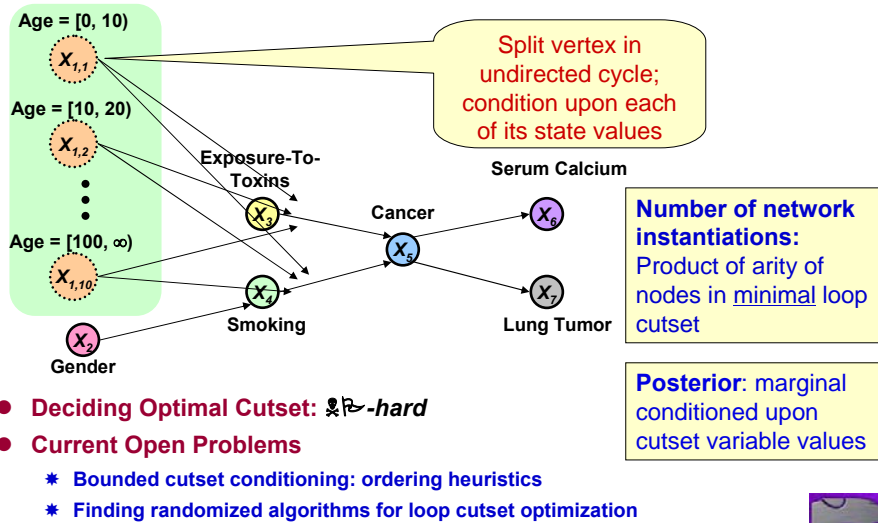 Age = [0, 10)
X1,1
Split vertex in
undirected cycle;
condition upon each
of its state values
Age = [10, 20)
X1,2
Exposure-To-
Toxins
Serum Calcium
X3
Cancer
X6
Age = [100, ∞)
X5
X1,10
X4
X7
Smoking
Lung Tumor
X2
Gender
Number of network
instantiations:
Product of arity of
nodes in minimal loop
cutset
Posterior: marginal
conditioned upon
cutset variable values
Deciding Optimal Cutset: ☠🏱-hard
Current Open Problems
Bounded cutset conditioning: ordering heuristics
Finding randomized algorithms for loop cutset optimization